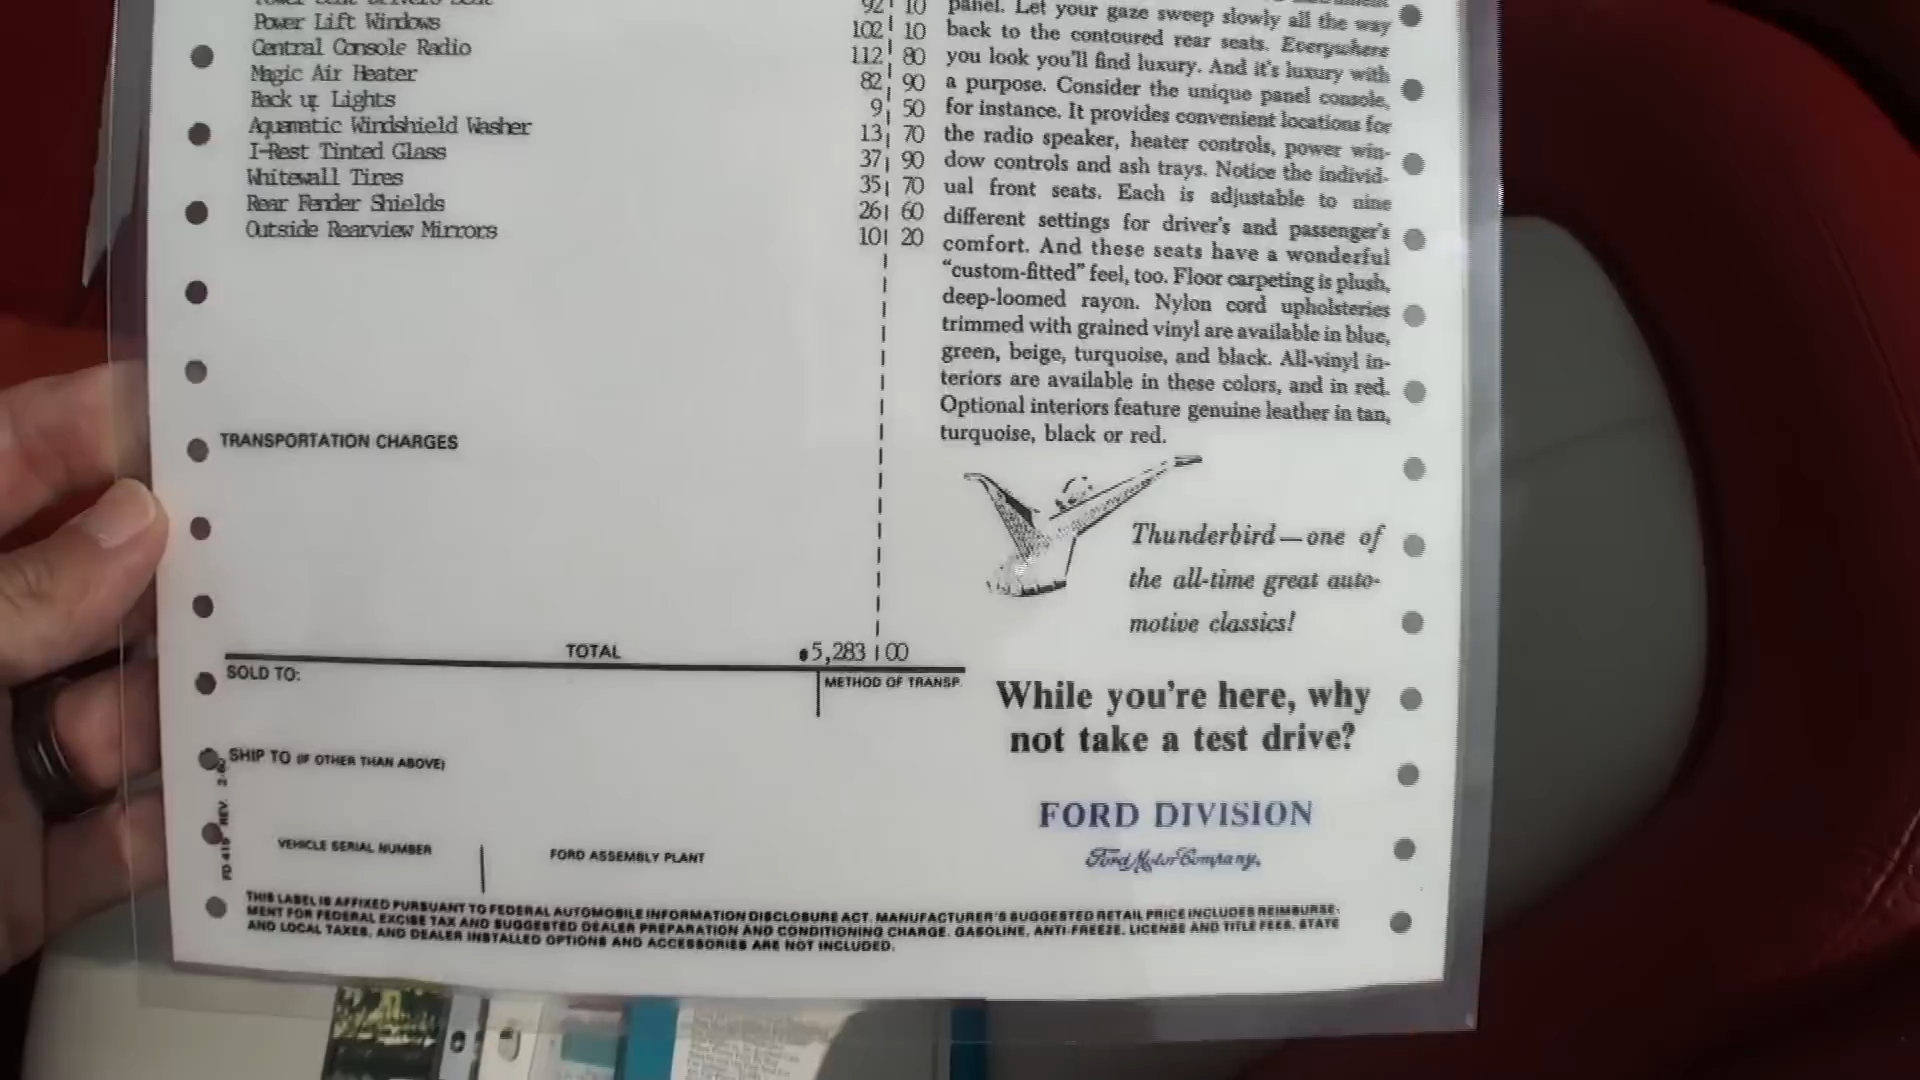 92 10
Power Lift Windows 102 10
Central Console Radio 112 80
Magic Air Heater 82 90
Back up Lights 9 50
Aquamatic Windshield Washer 13 70
I-Rest Tinted Glass 37 90
Whitewall Tires 35 70
Rear Fender Shields 26 60
Outside Rearview Mirrors 10 20
TRANSPORTATION CHARGES
TOTAL $5,283 00
SOLD TO:
METHOD OF TRANSP.
SHIP TO (IF OTHER THAN ABOVE)
VEHICLE SERIAL NUMBER
FORD ASSEMBLY PLANT
panel. Let your gaze sweep slowly all the way
back to the contoured rear seats. Everywhere
you look you'll find luxury. And it's luxury with
a purpose. Consider the unique panel console,
for instance. It provides convenient locations for
the radio speaker, heater controls, power win-
dow controls and ash trays. Notice the individ-
ual front seats. Each is adjustable to nine
different settings for driver's and passenger's
comfort. And these seats have a wonderful
“custom-fitted” feel, too. Floor carpeting is plush,
deep-loomed rayon. Nylon cord upholsteries
trimmed with grained vinyl are available in blue,
green, beige, turquoise, and black. All-vinyl in-
teriors are available in these colors, and in red.
Optional interiors feature genuine leather in tan,
turquoise, black or red.
Thunderbird—one of
the all-time great auto-
motive classics!
While you're here, why
not take a test drive?
FORD DIVISION
Ford Motor Company,
THIS LABEL IS AFFIXED PURSUANT TO FEDERAL AUTOMOBILE INFORMATION DISCLOSURE ACT. MANUFACTURER'S SUGGESTED RETAIL PRICE INCLUDES REIMBURSE-
MENT FOR FEDERAL EXCISE TAX AND SUGGESTED DEALER PREPARATION AND CONDITIONING CHARGE. GASOLINE, ANTI-FREEZE, LICENSE AND TITLE FEES, STATE
AND LOCAL TAXES, AND DEALER INSTALLED OPTIONS AND ACCESSORIES ARE NOT INCLUDED.